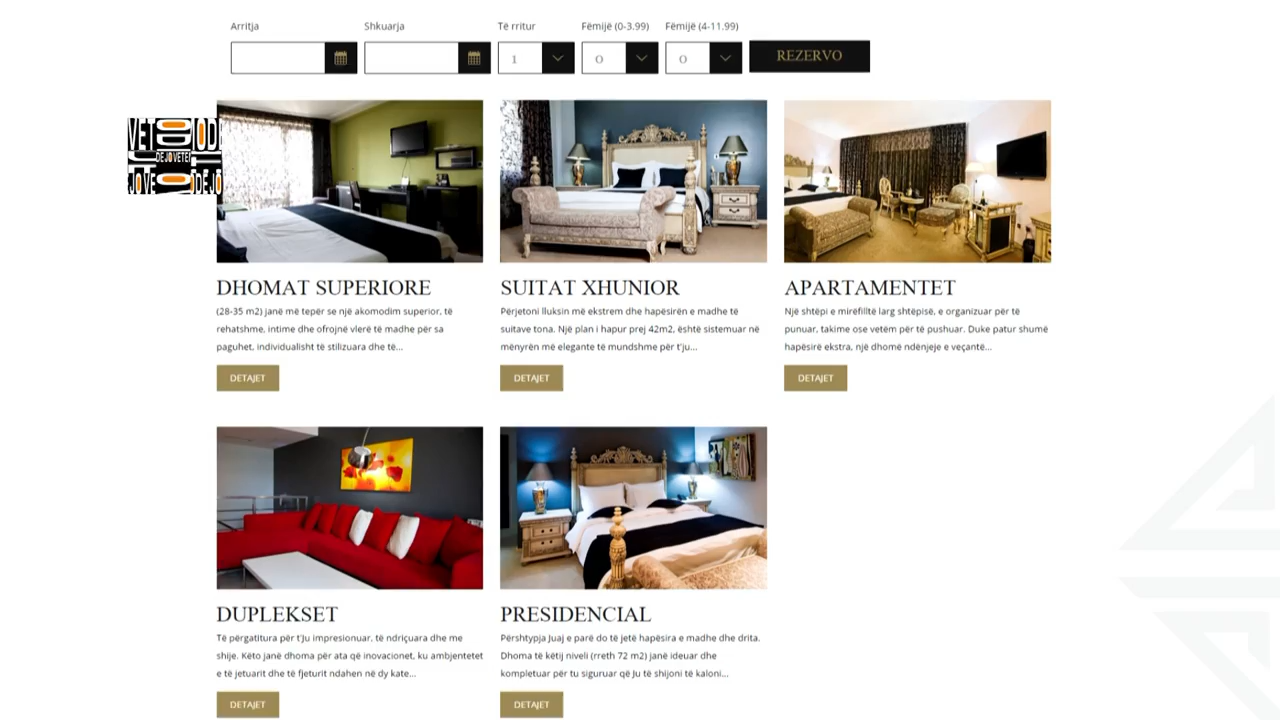 Arritja
Shkuarja
Të rritur
Fëmijë (0-3.99)
Fëmijë (4-11.99)
1
0
0
REZERVO
DEJOVETEM
DHOMAT SUPERIORE
(28-35 m2) janë më tepër se një akomodim superior, të
rehatshme, intime dhe ofrojnë vlerë të madhe për sa
paguhet, individualisht të stilizuara dhe të...
DETAJET
SUITAT XHUNIOR
Përjetoni lluksin më ekstrem dhe hapësirën e madhe të
suitave tona. Një plan i hapur prej 42m2, është sistemuar në
mënyrën më elegante të mundshme për t'ju...
DETAJET
APARTAMENTET
Një shtëpi e mirëfilltë larg shtëpisë, e organizuar për të
punuar, takime ose vetëm për të pushuar. Duke patur shumë
hapësirë ekstra, një dhomë ndënjeje e veçantë...
DETAJET
DUPLEKSET
Të përgatitura për t'Ju impresionuar, të ndriçuara dhe me
shije. Këto janë dhoma për ata që inovacionet, ku ambjentetet
e të jetuarit dhe të fjeturit ndahen në dy kate...
DETAJET
PRESIDENCIAL
Përshtypja Juaj e parë do të jetë hapësira e madhe dhe drita.
Dhoma të këtij niveli (rreth 72 m2) janë ideuar dhe
kompletuar për tu siguruar që Ju të shijoni të kaloni...
DETAJET